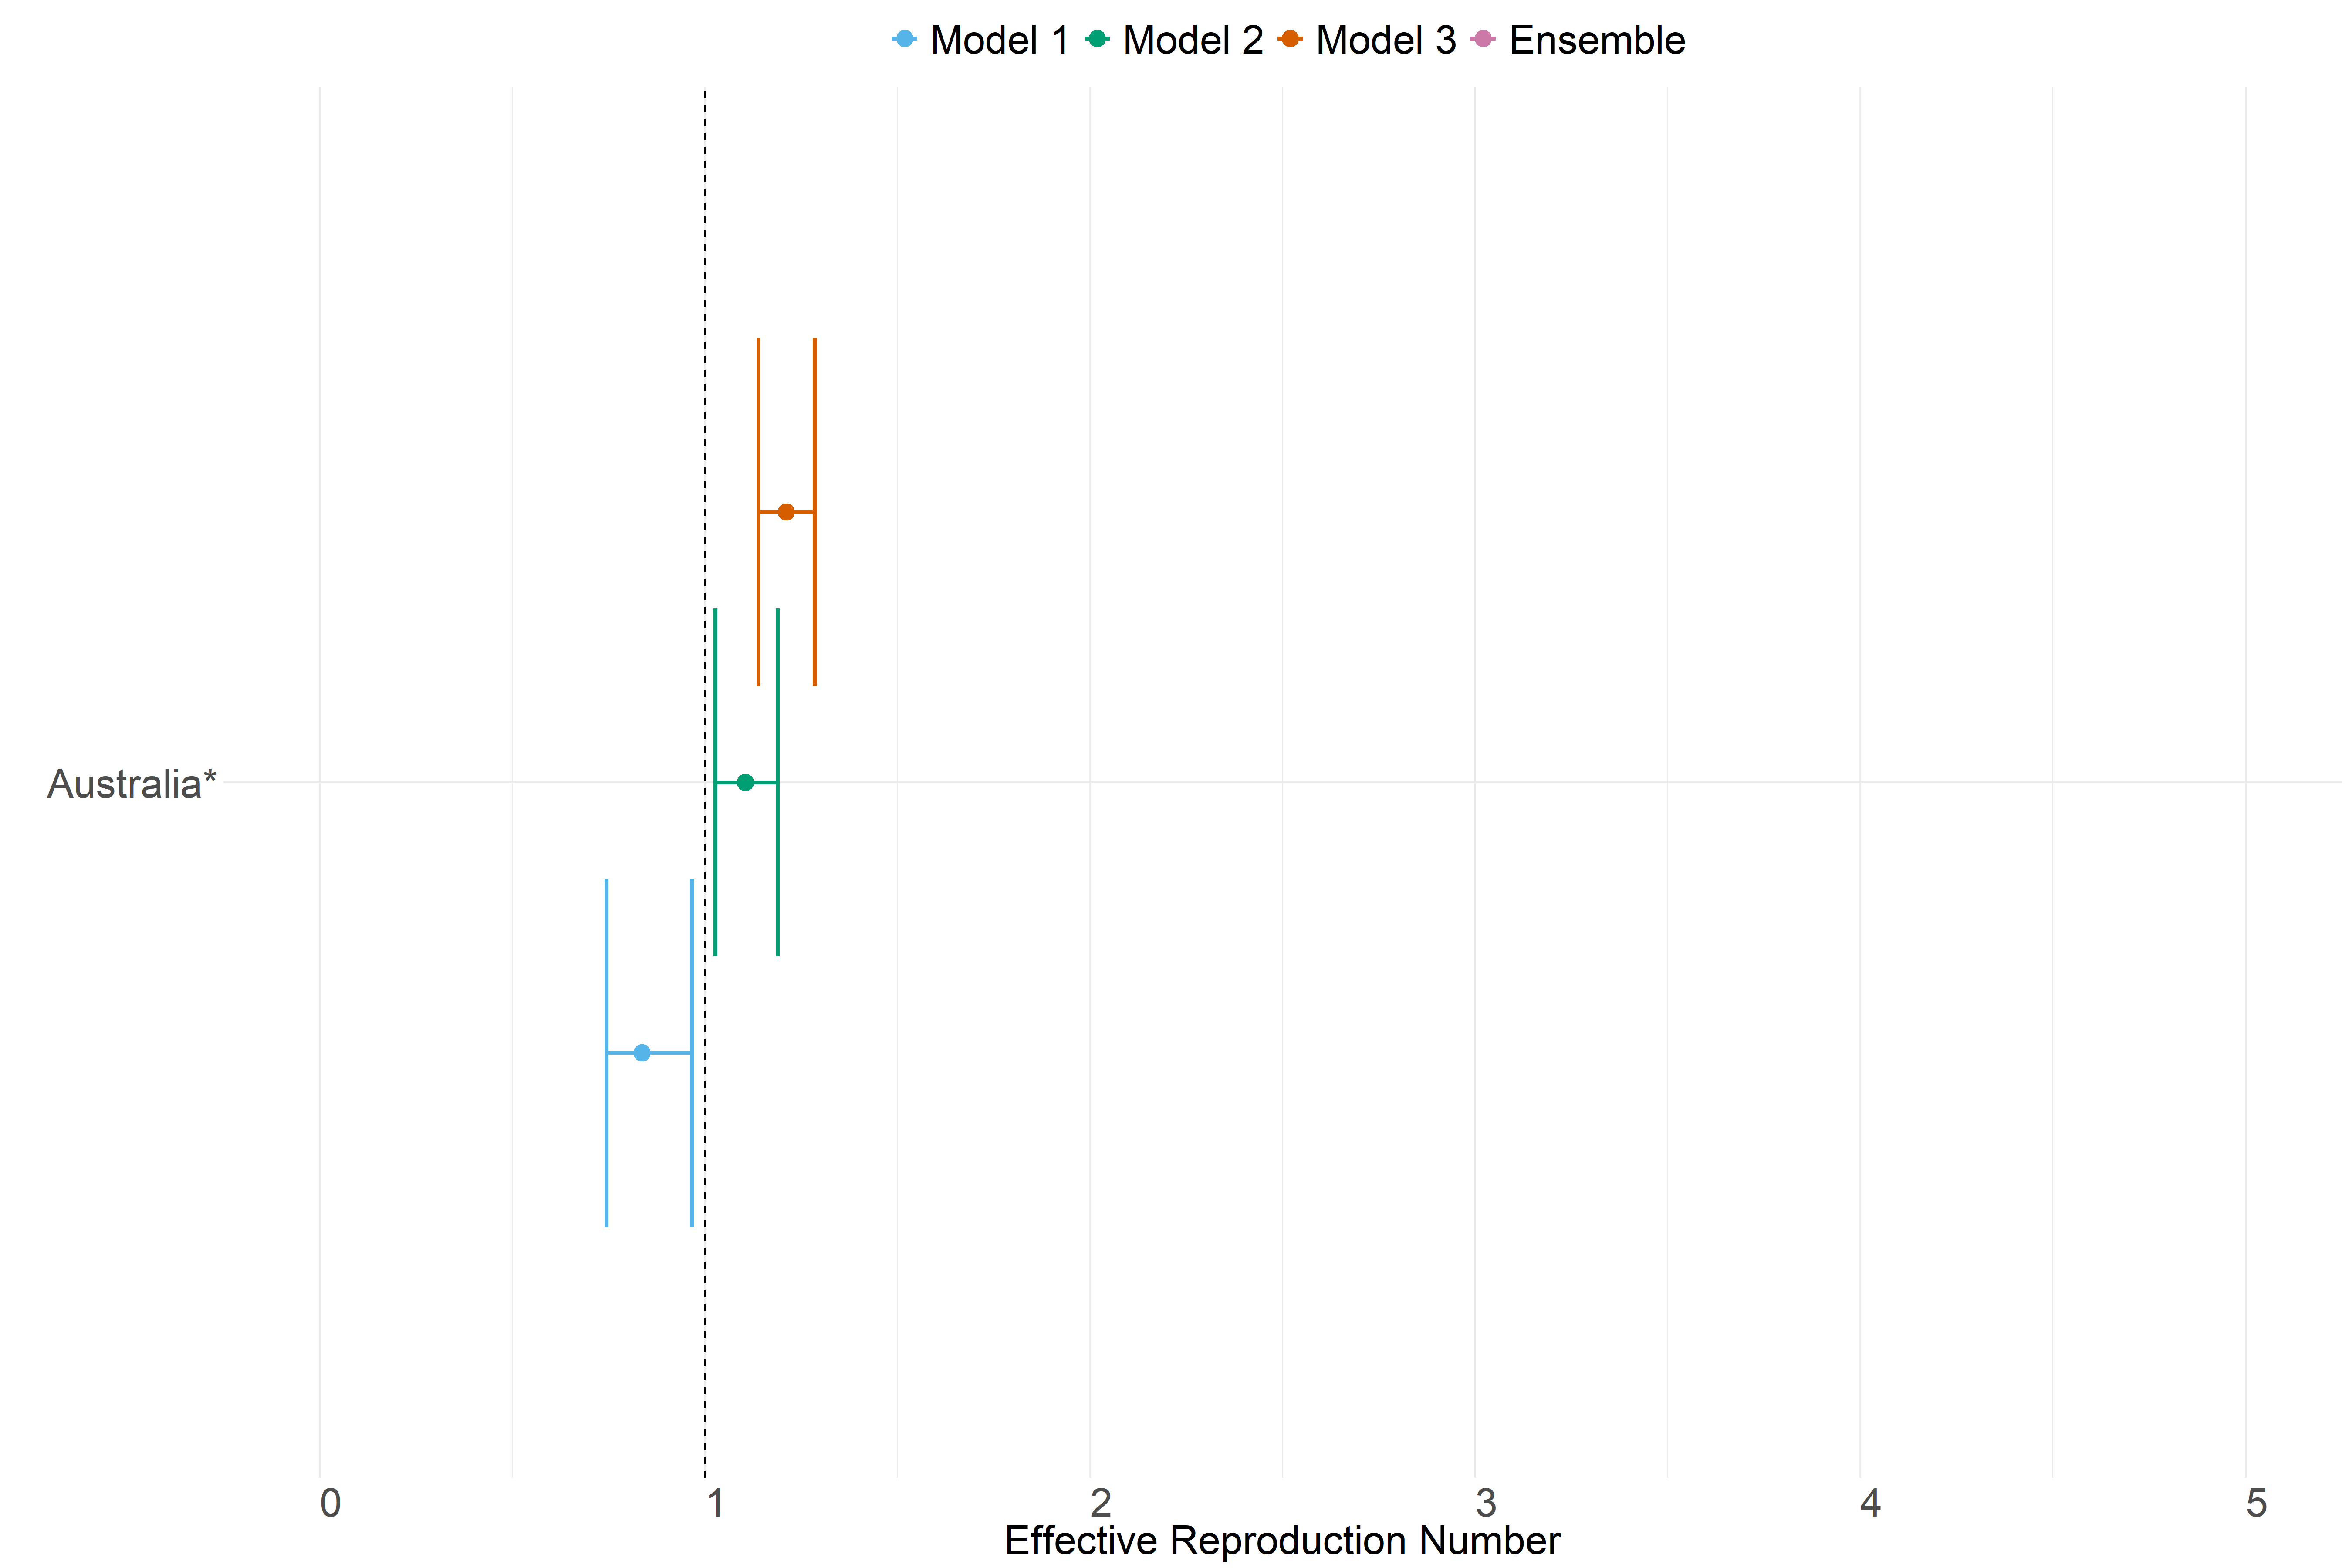 Model 1 Model 2 Model 3 Ensemble
Australia*
0 1 2 3 4 5
Effective Reproduction Number